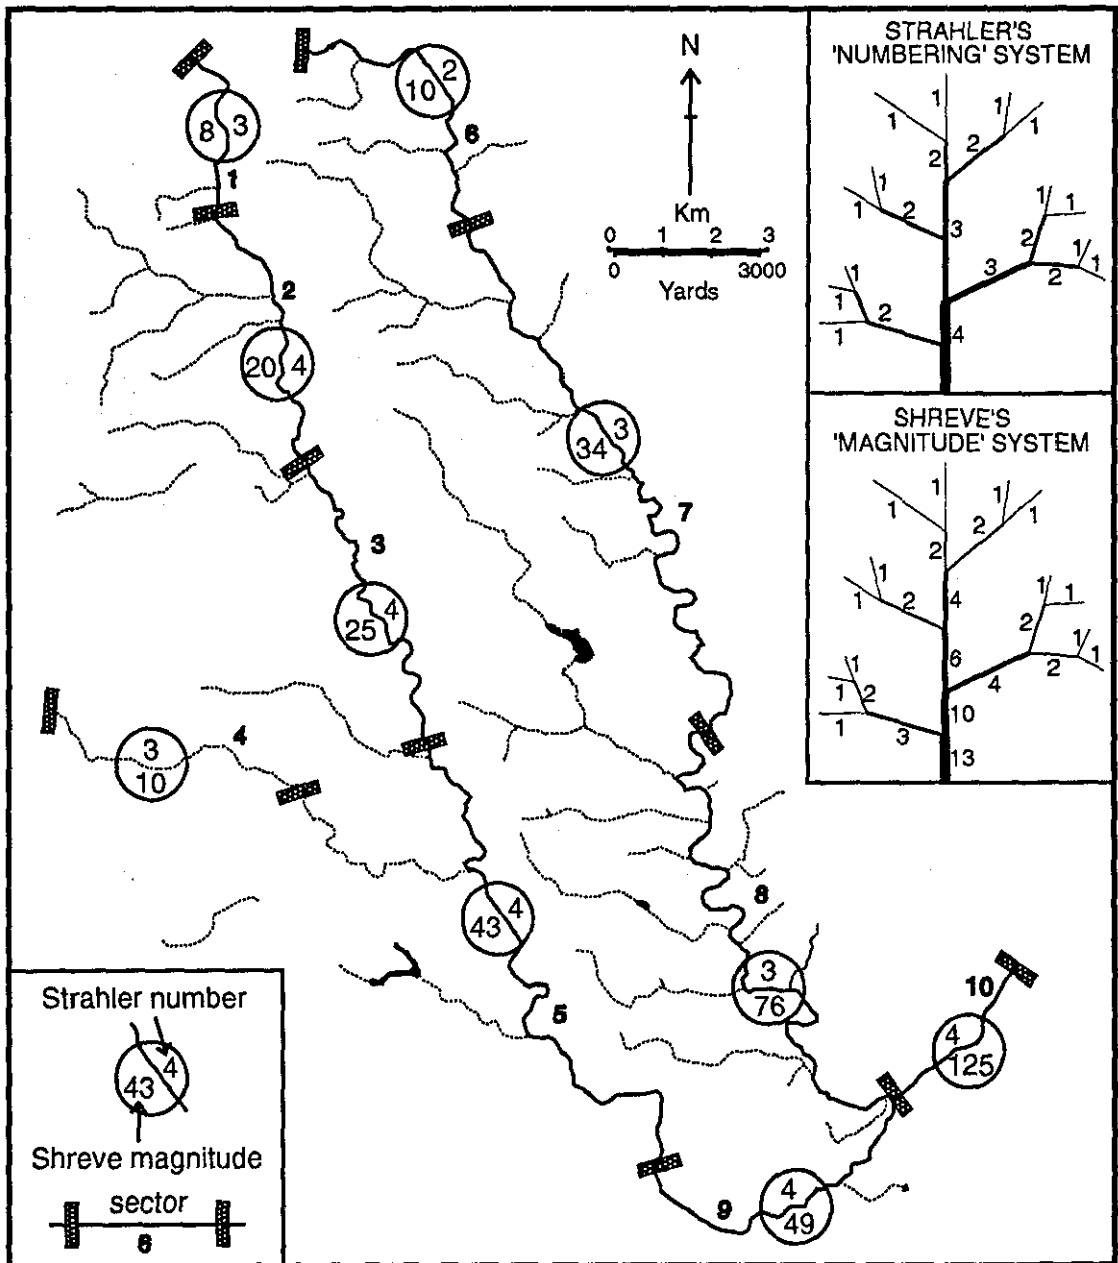 8 3
1
2
20 4
3
25 4
3
10
4
43 4
5
10 2
6
34 3
7
8
3
76
9
4
49
10
4
125
N
Km
0 1 2 3
0 3000
Yards
STRAHLER'S
'NUMBERING' SYSTEM
1 1
1 1
2 2
1 1 1
1 2
3 2 1 1
3 2
1
1 2
1 4
SHREVE'S
'MAGNITUDE' SYSTEM
1 1
1 2 1
2
1 1 1
1 2 4
2 1 1
6
4 2
1
1 2
10
1 3
13
Strahler number
43 4
Shreve magnitude
sector
6